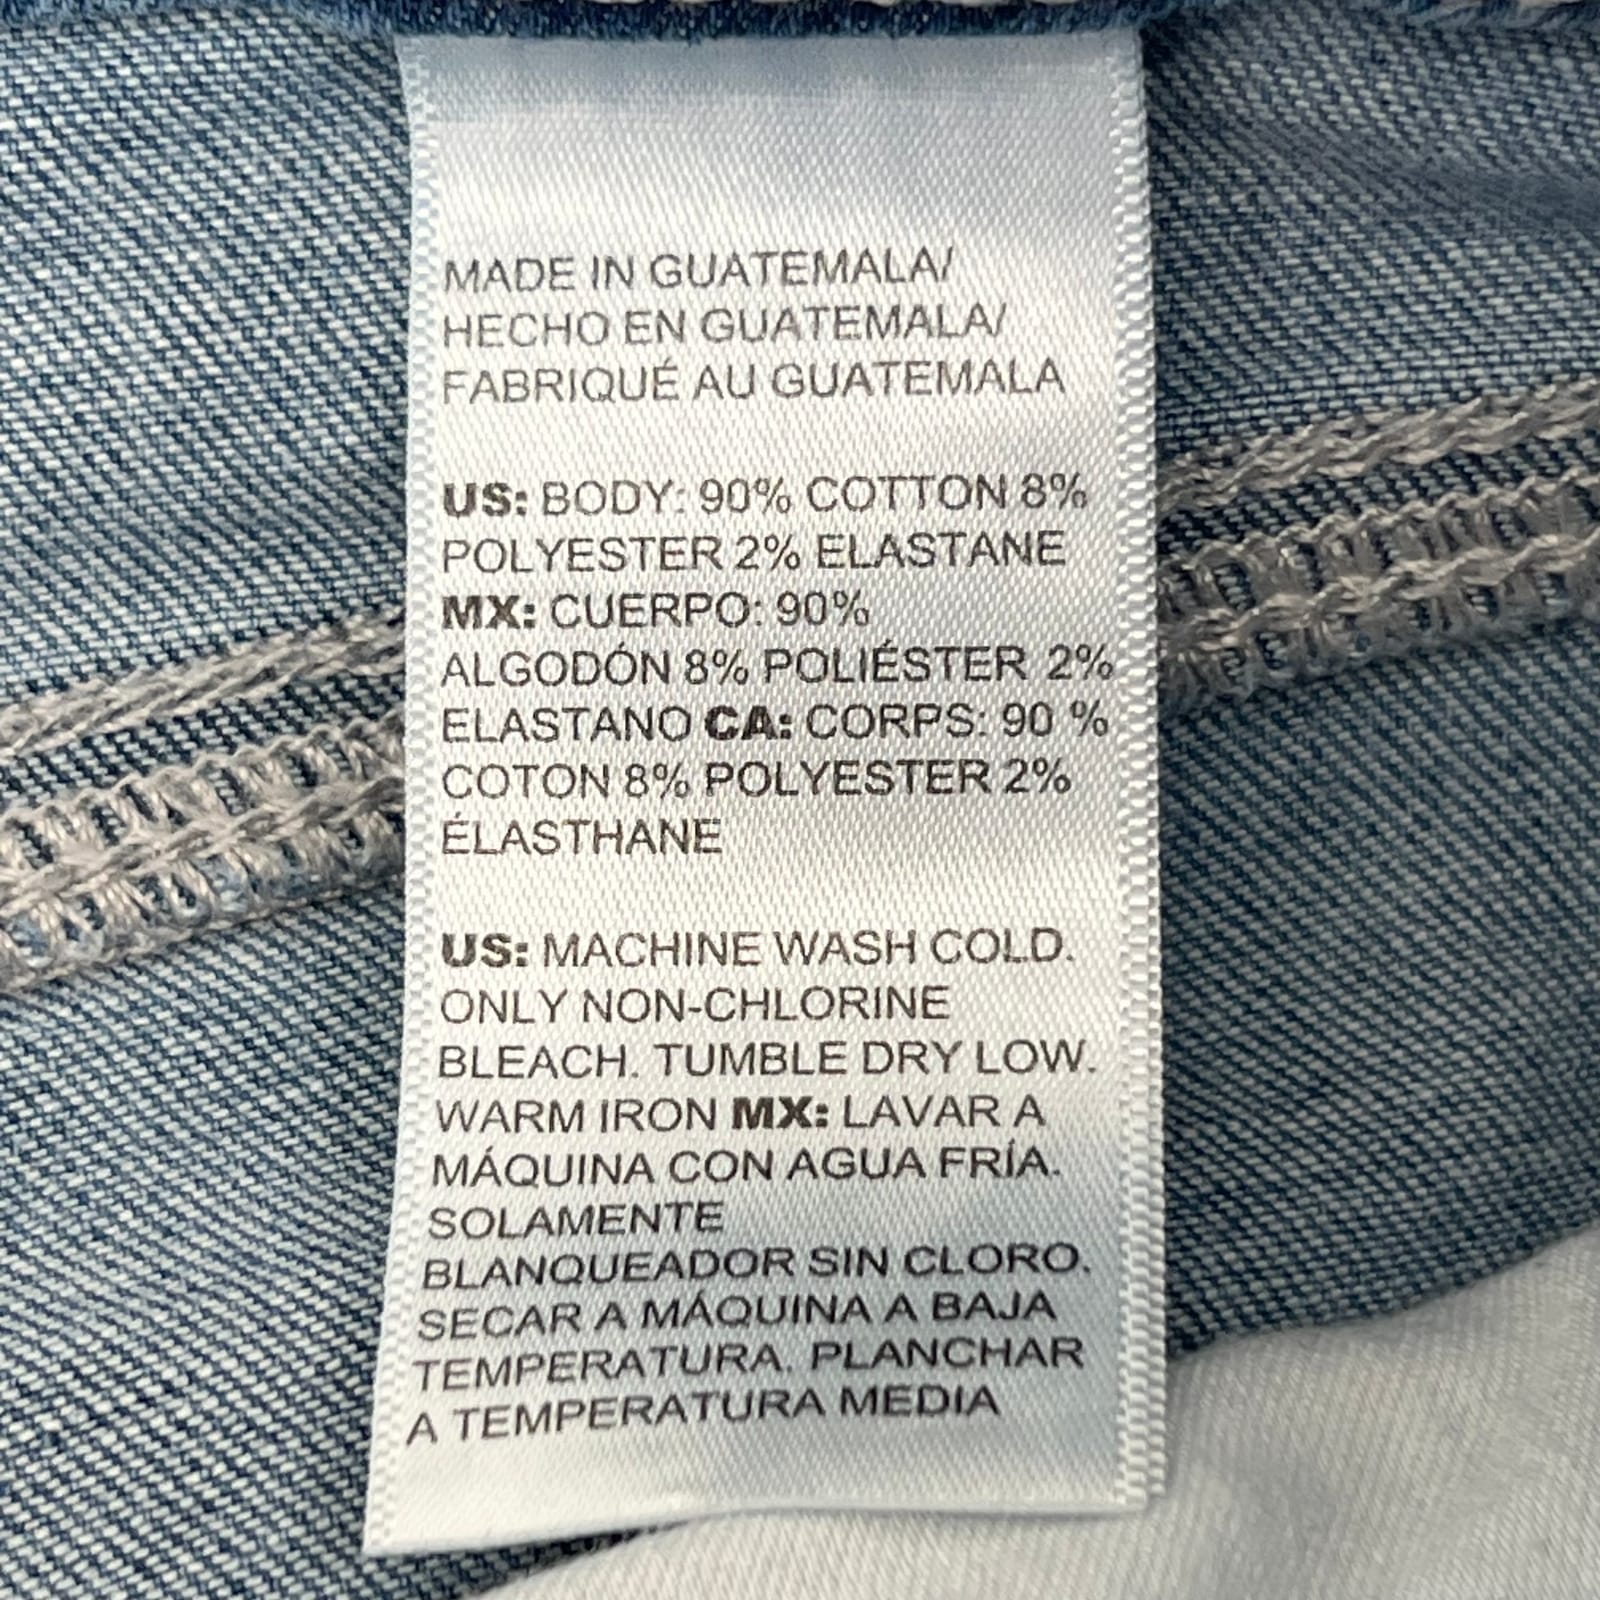 MADE IN GUATEMALA/
HECHO EN GUATEMALA/
FABRIQUÉ AU GUATEMALA
US: BODY: 90% COTTON 8%
POLYESTER 2% ELASTANE
MX: CUERPO: 90%
ALGODÓN 8% POLIÉSTER 2%
ELASTANO CA: CORPS: 90 %
COTON 8% POLYESTER 2%
ÉLASTHANE
US: MACHINE WASH COLD.
ONLY NON-CHLORINE
BLEACH. TUMBLE DRY LOW.
WARM IRON MX: LAVAR A
MÁQUINA CON AGUA FRÍA.
SOLAMENTE
BLANQUEADOR SIN CLORO.
SECAR A MÁQUINA A BAJA
TEMPERATURA. PLANCHAR
A TEMPERATURA MEDIA